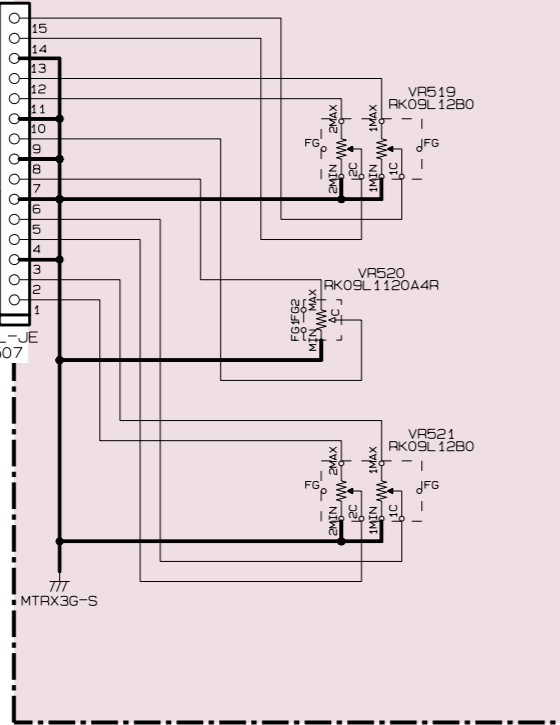 15
14
13
12
11
10
9
8
7
6
5
4
3
2
1
L-JE
507
VR519
RK09L12B0
2MAX
1MAX
FG
FG
2MIN
2C
1MIN
1C
VR520
RK09L1120A4R
FG1
FG2
MAX
C
MIN
VR521
RK09L12B0
2MAX
1MAX
FG
FG
2MIN
2C
1MIN
1C
MTRX3G-S